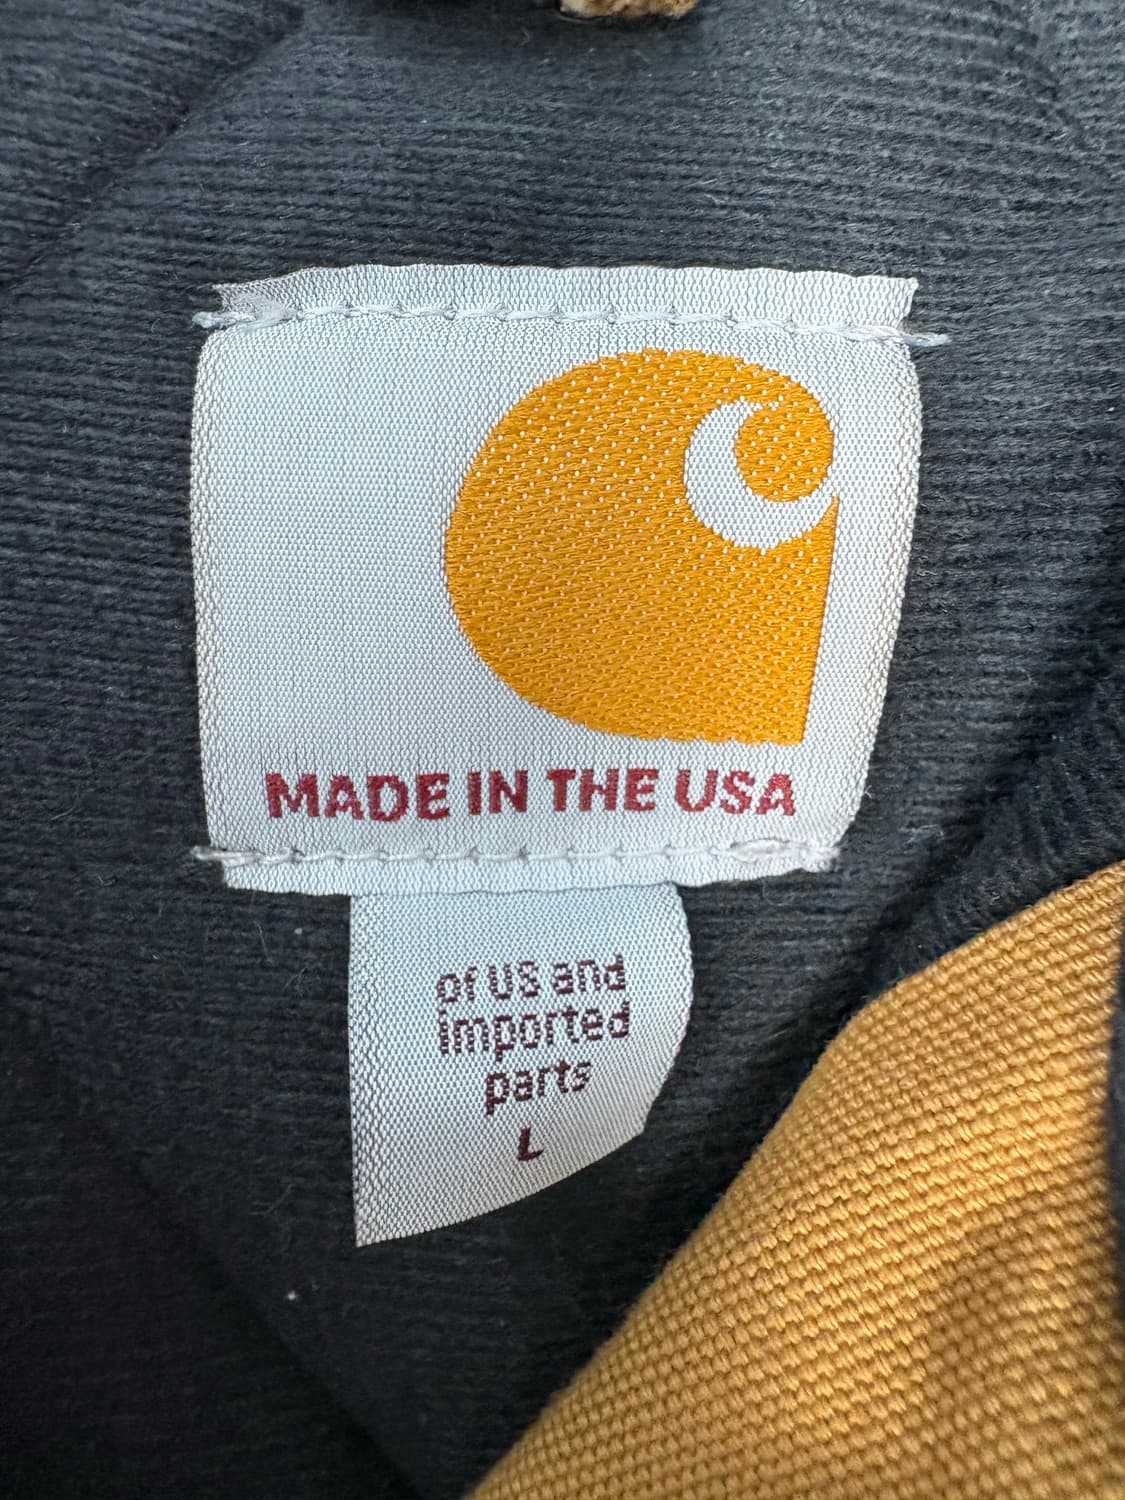 MADE IN THE USA
of US and
imported
parts
L